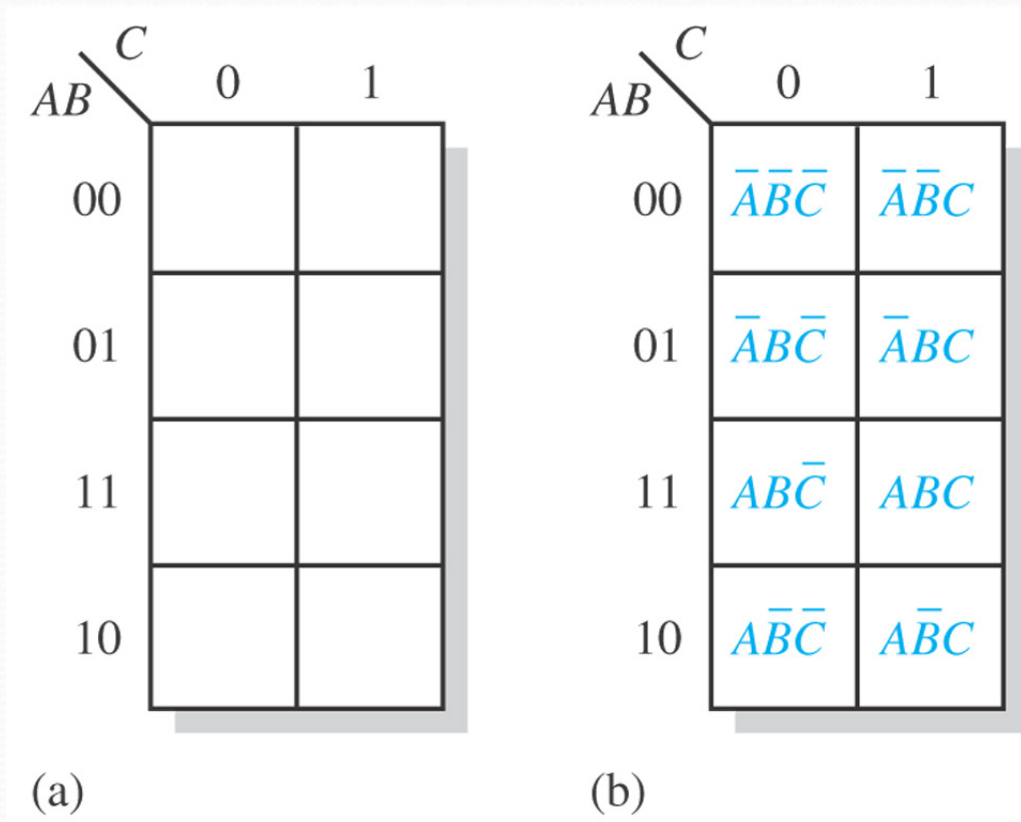 C C
AB 0 1 AB 0 1
00 00 A̅B̅C̅ A̅B̅C
01 01 A̅BC̅ A̅BC
11 11 ABC̅ ABC
10 10 AB̅C̅ AB̅C
(a) (b)